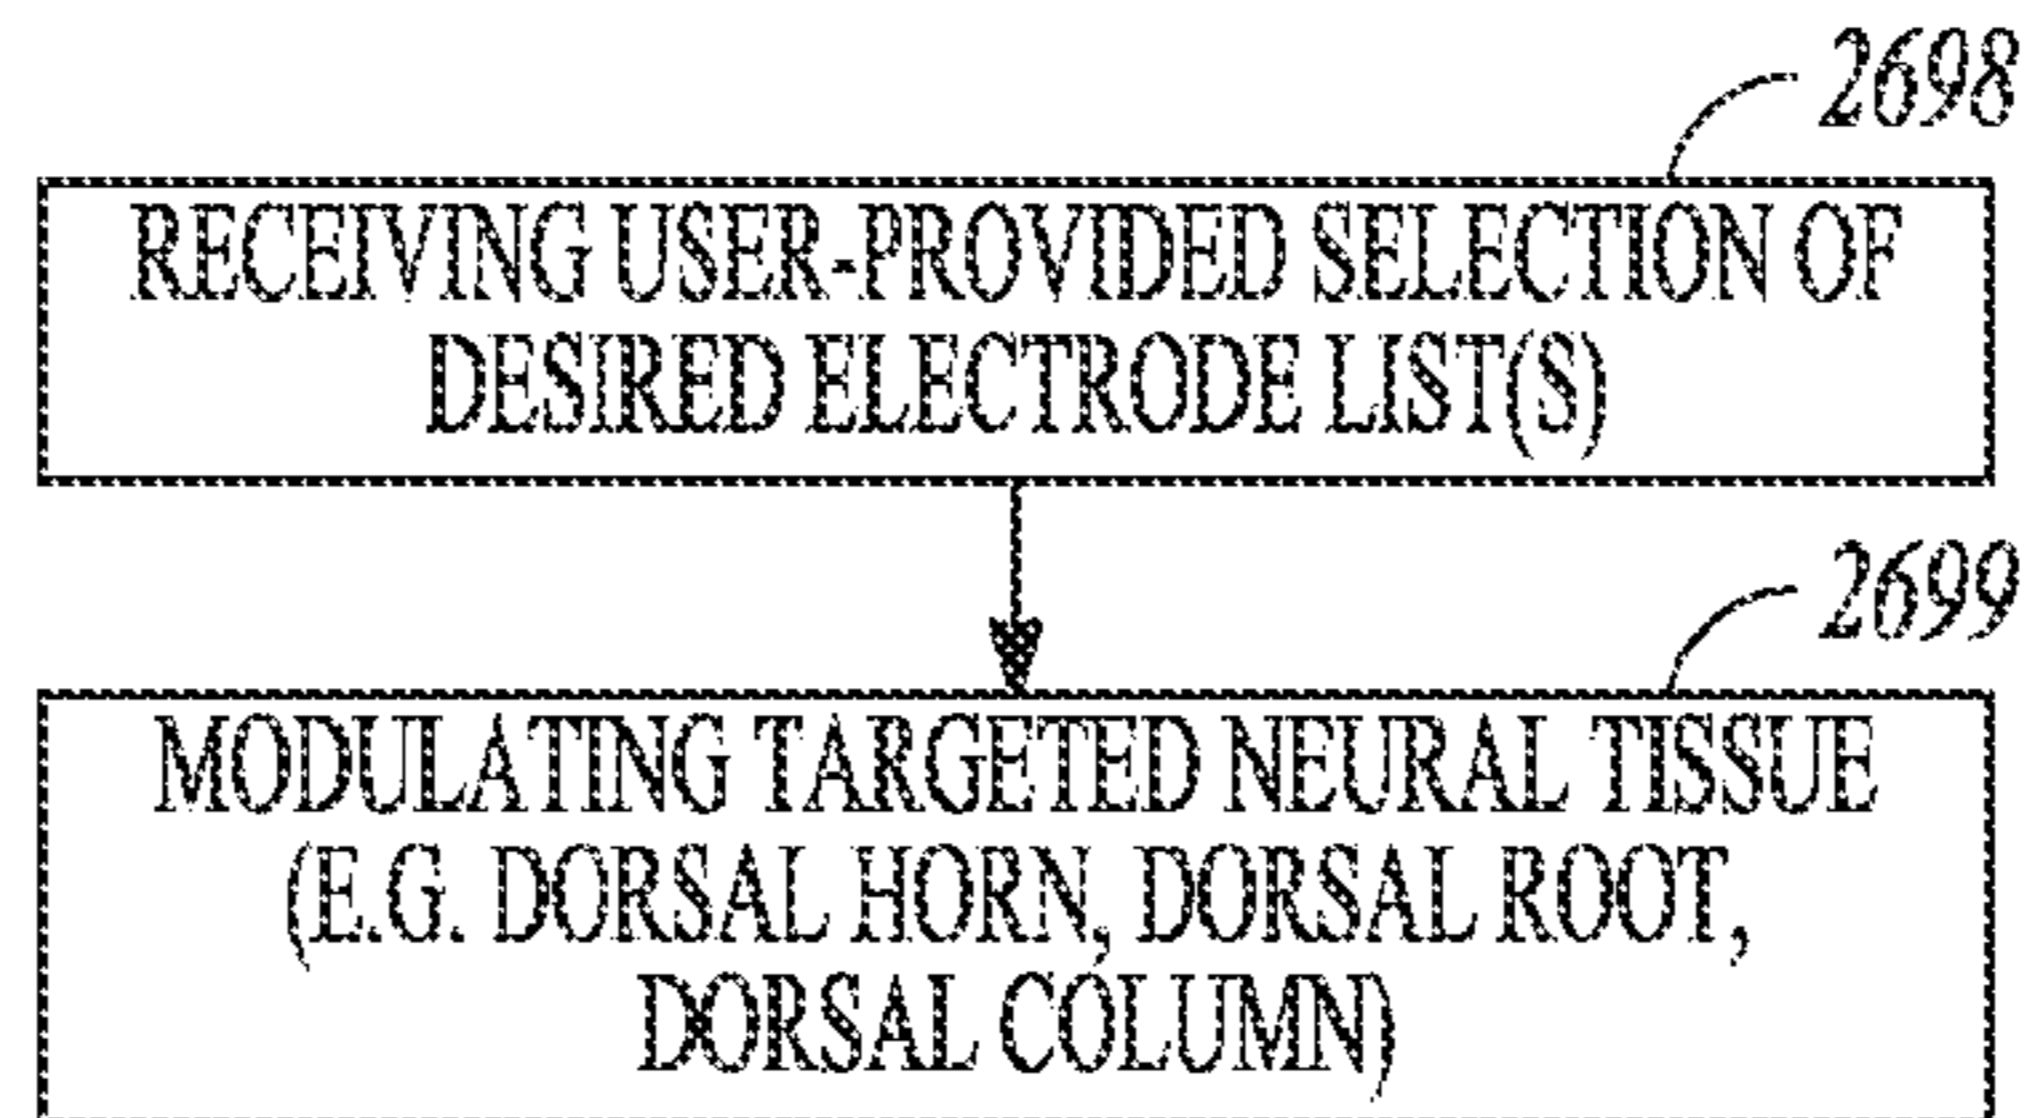 2698
RECEIVING USER-PROVIDED SELECTION OF
DESIRED ELECTRODE LIST(S)
2699
MODULATING TARGETED NEURAL TISSUE
(E.G. DORSAL HORN, DORSAL ROOT,
DORSAL COLUMN)